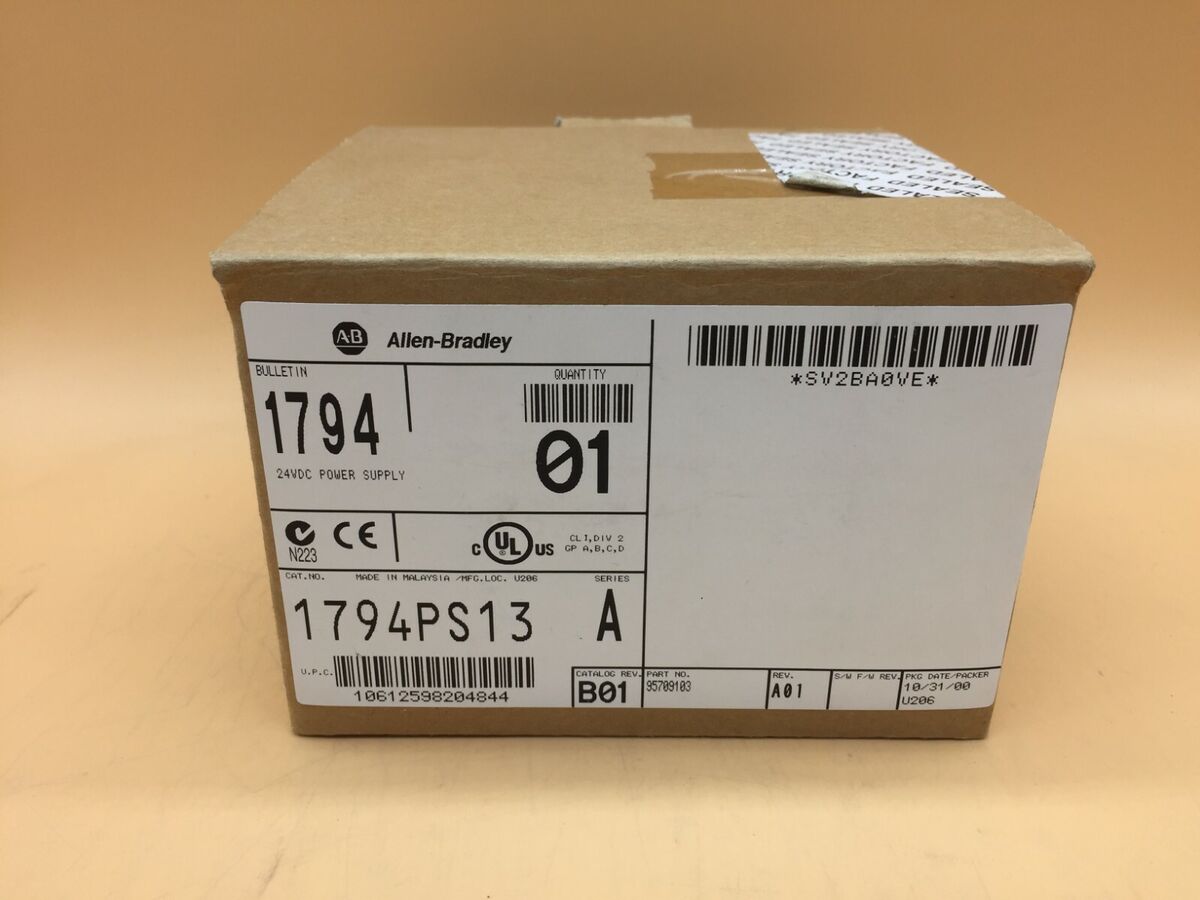 SEALED FACTORY
A·B Allen-Bradley
*SV2BA0VE*
BULLETIN
1794
24VDC POWER SUPPLY
QUANTITY
01
N223
CE
C UL US
CL I,DIV 2
GP A,B,C,D
CAT.NO. MADE IN MALAYSIA /MFG.LOC. U206 SERIES
1794PS13 A
U.P.C.
10612598204844
CATALOG REV.
B01
PART NO.
95709103
REV.
A01
S/W F/W REV.
PKG DATE/PACKER
10/31/00
U206